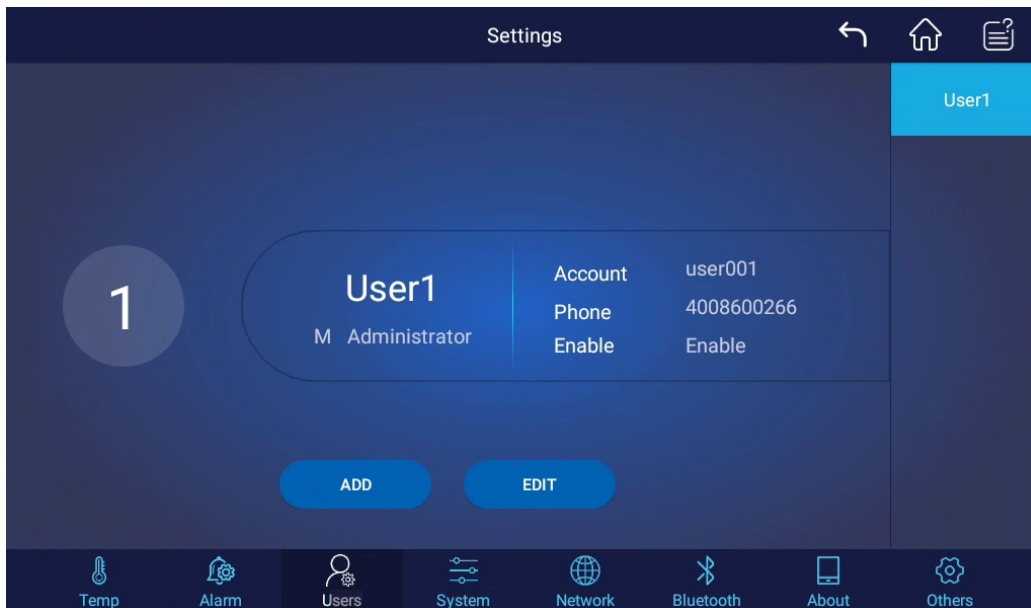 Settings
User1
1
User1
M Administrator
Account user001
Phone 4008600266
Enable Enable
ADD EDIT
Temp Alarm Users System Network Bluetooth About Others